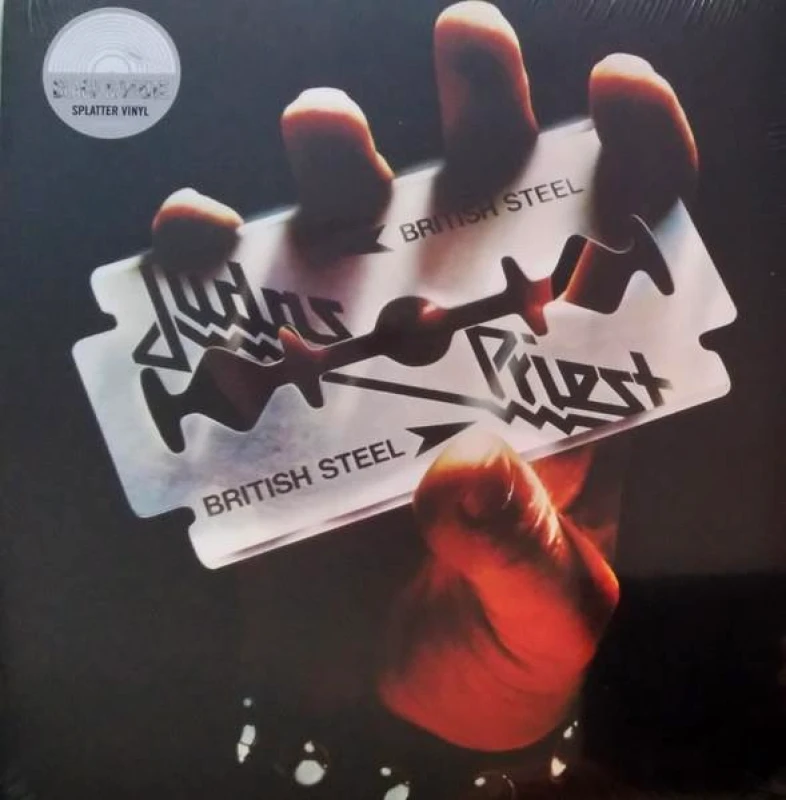 SPLATTER VINYL
BRITISH STEEL
Judas
Priest
BRITISH STEEL